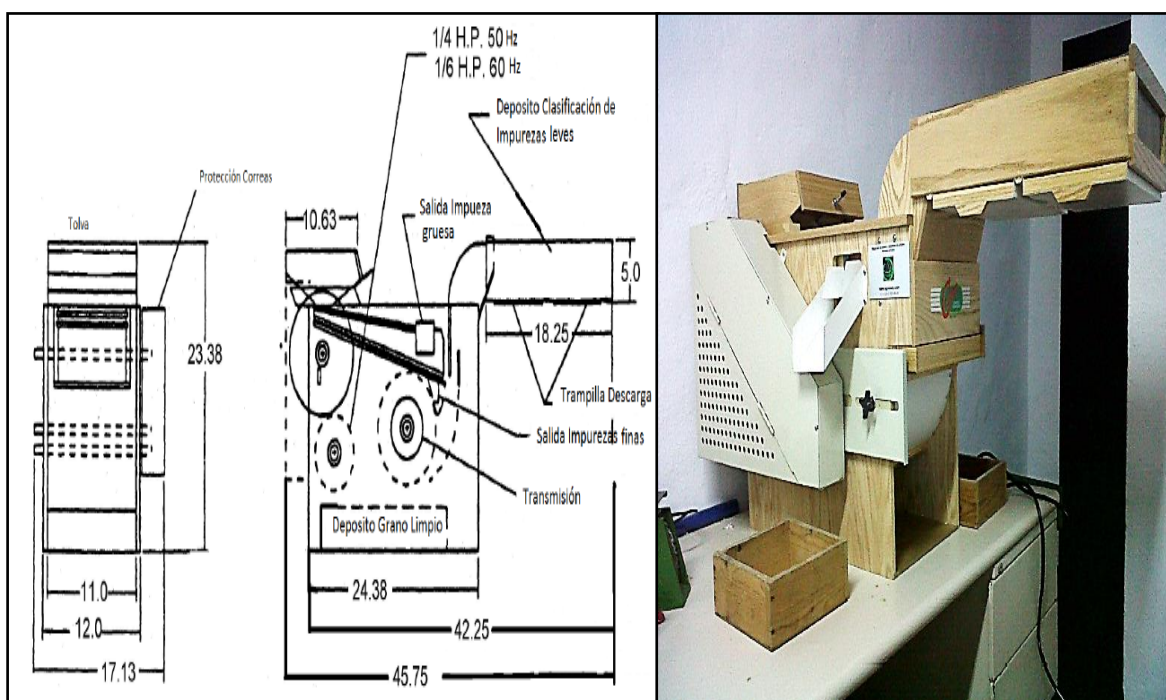 1/4 H.P. 50 Hz
1/6 H.P. 60 Hz
Deposito Clasificación de
Impurezas leves
Protección Correas
Tolva
10.63
Salida Impueza
gruesa
5.0
23.38
18.25
Trampilla Descarga
Salida Impurezas finas
Transmisión
Deposito Grano Limpio
11.0
24.38
12.0
42.25
17.13
45.75